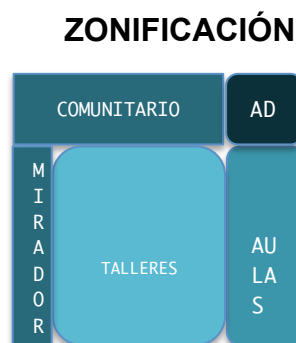 ZONIFICACIÓN
COMUNITARIO
AD
M
I
R
A
D
O
R
TALLERES
AU
LA
S